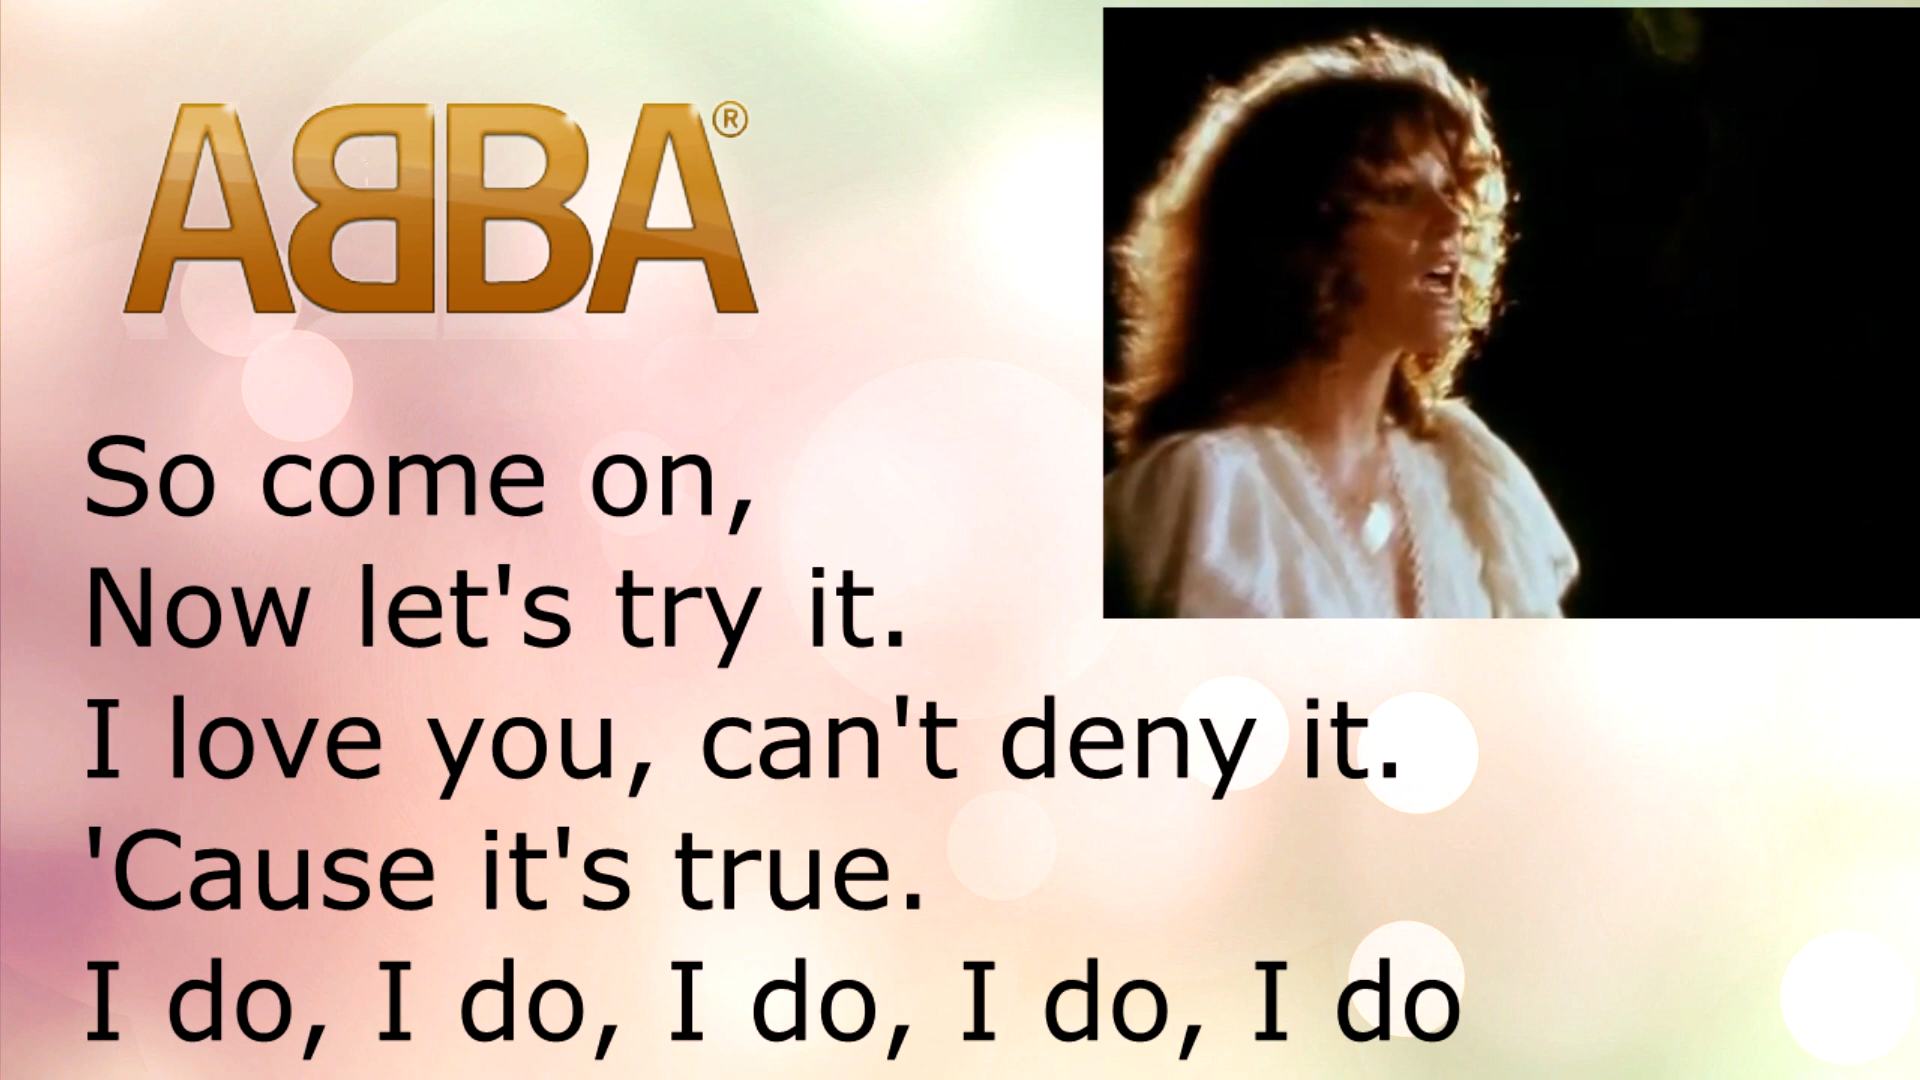 ABBA®
So come on,
Now let's try it.
I love you, can't deny it.
'Cause it's true.
I do, I do, I do, I do, I do